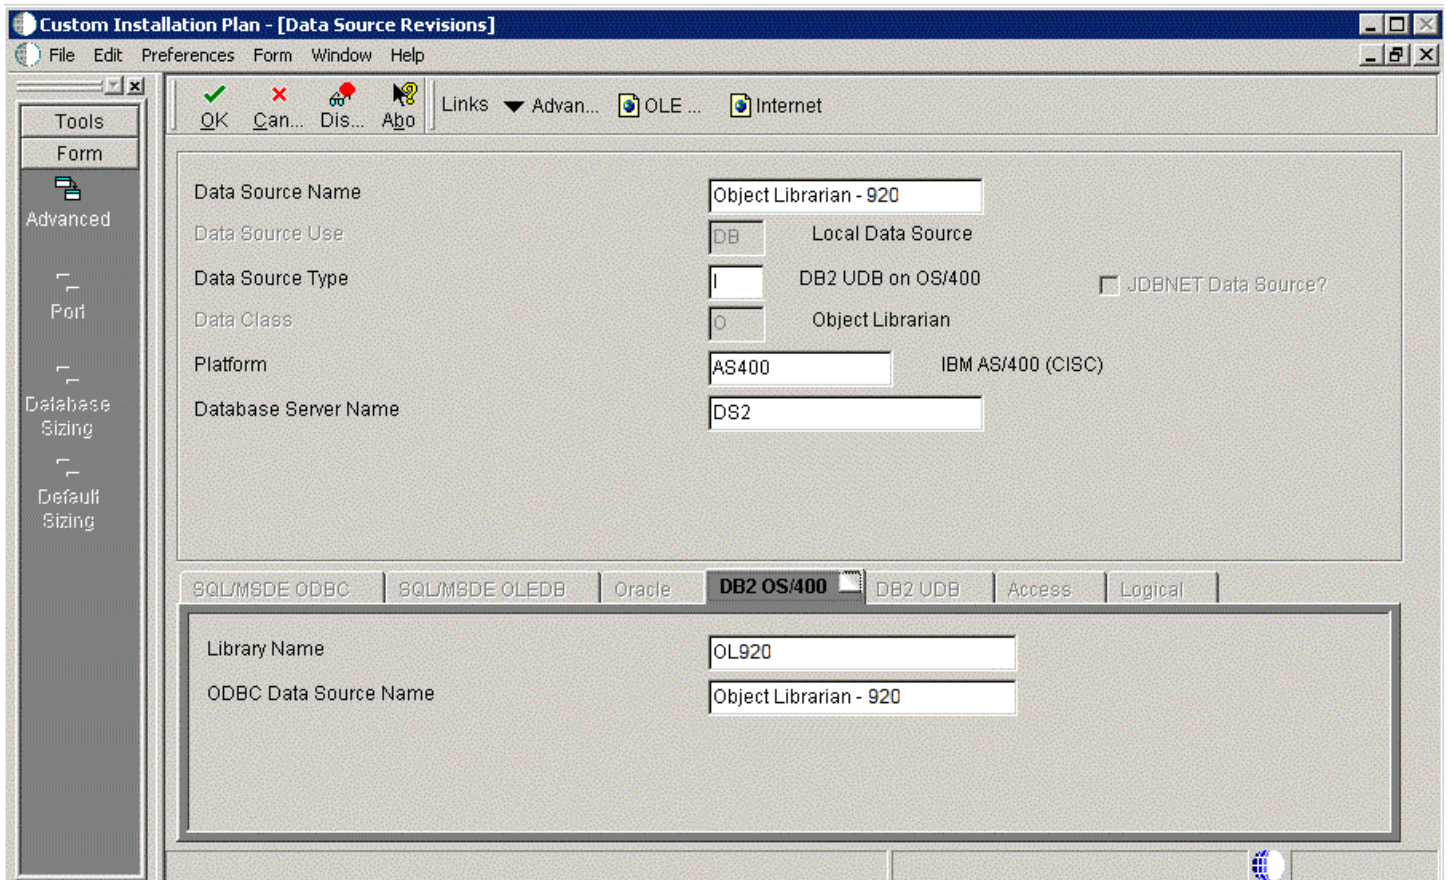 Custom Installation Plan - [Data Source Revisions]
File Edit Preferences Form Window Help
Tools
Form
Advanced
Port
Database
Sizing
Default
Sizing
OK Can... Dis... Abo Links Advan... OLE ... Internet
Data Source Name Object Librarian - 920
Data Source Use DB Local Data Source
Data Source Type I DB2 UDB on OS/400 JDBNET Data Source?
Data Class O Object Librarian
Platform AS400 IBM AS/400 (CISC)
Database Server Name DS2
SQL/MSDE ODBC SQL/MSDE OLEDB Oracle DB2 OS/400 DB2 UDB Access Logical
Library Name OL920
ODBC Data Source Name Object Librarian - 920